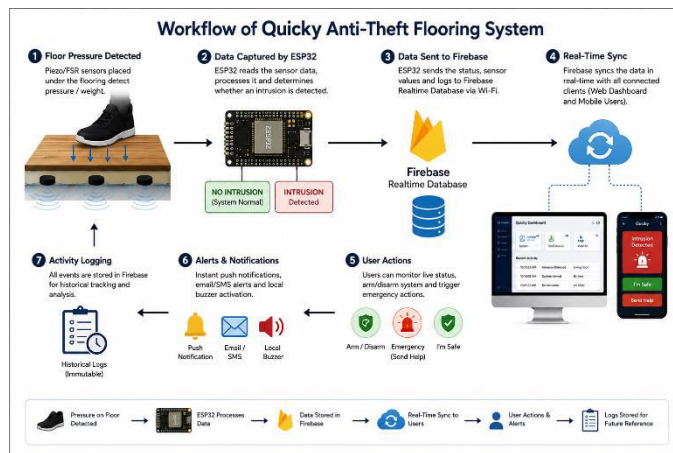 Workflow of Quicky Anti-Theft Flooring System
1 Floor Pressure Detected
Piezo/FSR sensors placed
under the flooring detect
pressure / weight.
2 Data Captured by ESP32
ESP32 reads the sensor data,
processes it and determines
whether an intrusion is detected.
ESP32
NO INTRUSION
(System Normal)
INTRUSION
Detected
3 Data Sent to Firebase
ESP32 sends the status, sensor
values and logs to Firebase
Realtime Database via Wi-Fi.
Firebase
Realtime Database
4 Real-Time Sync
Firebase syncs the data in
real-time with all connected
clients (Web Dashboard
and Mobile Users).
Quicky Dashboard
Quicky
Intrusion
Detected
I'm Safe
Send Help
5 User Actions
Users can monitor live status,
arm/disarm system and trigger
emergency actions.
Arm / Disarm
Emergency
(Send Help)
I'm Safe
6 Alerts & Notifications
Instant push notifications,
email/SMS alerts and local
buzzer activation.
Push
Notification
Email /
SMS
Local
Buzzer
7 Activity Logging
All events are stored in Firebase
for historical tracking and
analysis.
Historical Logs
(Immutable)
Pressure on Floor
Detected
ESP32 Processes
Data
Data Stored in
Firebase
Real-Time Sync to
Users
User Actions &
Alerts
Logs Stored for
Future Reference